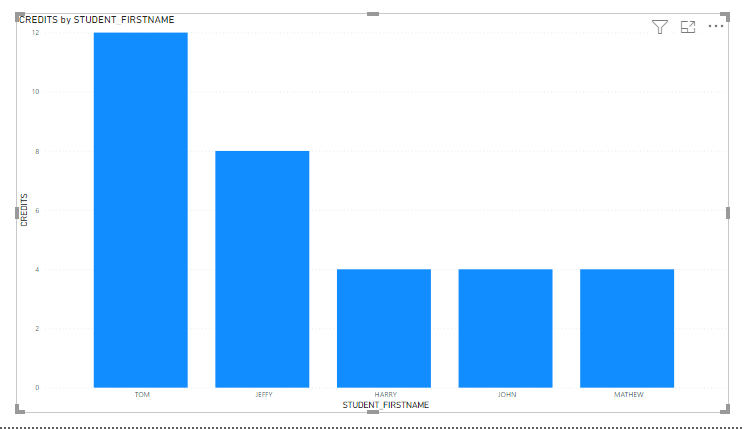 CREDITS by STUDENT_FIRSTNAME
12
10
8
6
4
2
0
CREDITS
TOM JEFFY HARRY JOHN MATHEW
STUDENT_FIRSTNAME